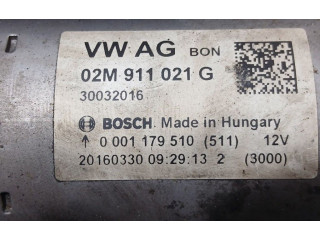 VW AG BON
02M 911 021 G
30032016
BOSCH Made in Hungary
↑ 0 001 179 510 (511) 12V
20160330 09:29:13 2 (3000)